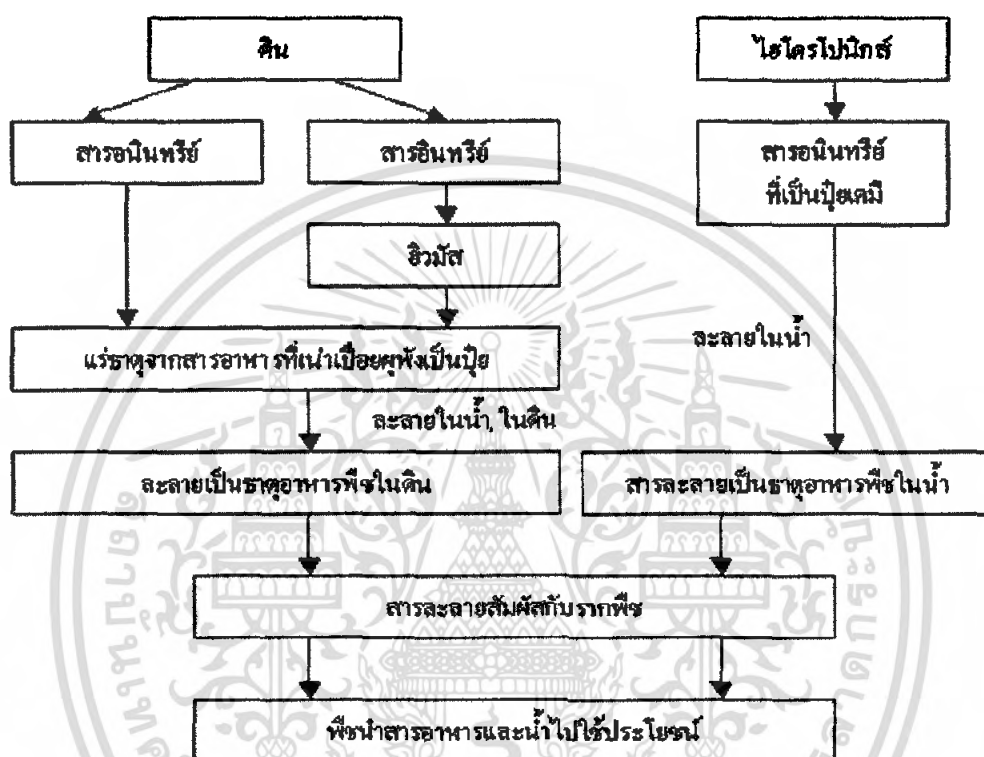 ดิน
ไฮโดรโปนิกส์
สารอนินทรีย์
สารอินทรีย์
สารอนินทรีย์
ที่เป็นปุ๋ยเคมี
ฮิวมัส
ละลายในน้ำ
แร่ธาตุจากสารอาหารที่เน่าเปื่อยผุพังเป็นปุ๋ย
ละลายในน้ำ, ในดิน
ละลายเป็นธาตุอาหารพืชในดิน
สารละลายเป็นธาตุอาหารพืชในน้ำ
สารละลายสัมผัสกับรากพืช
พืชนำสารอาหารและน้ำไปใช้ประโยชน์